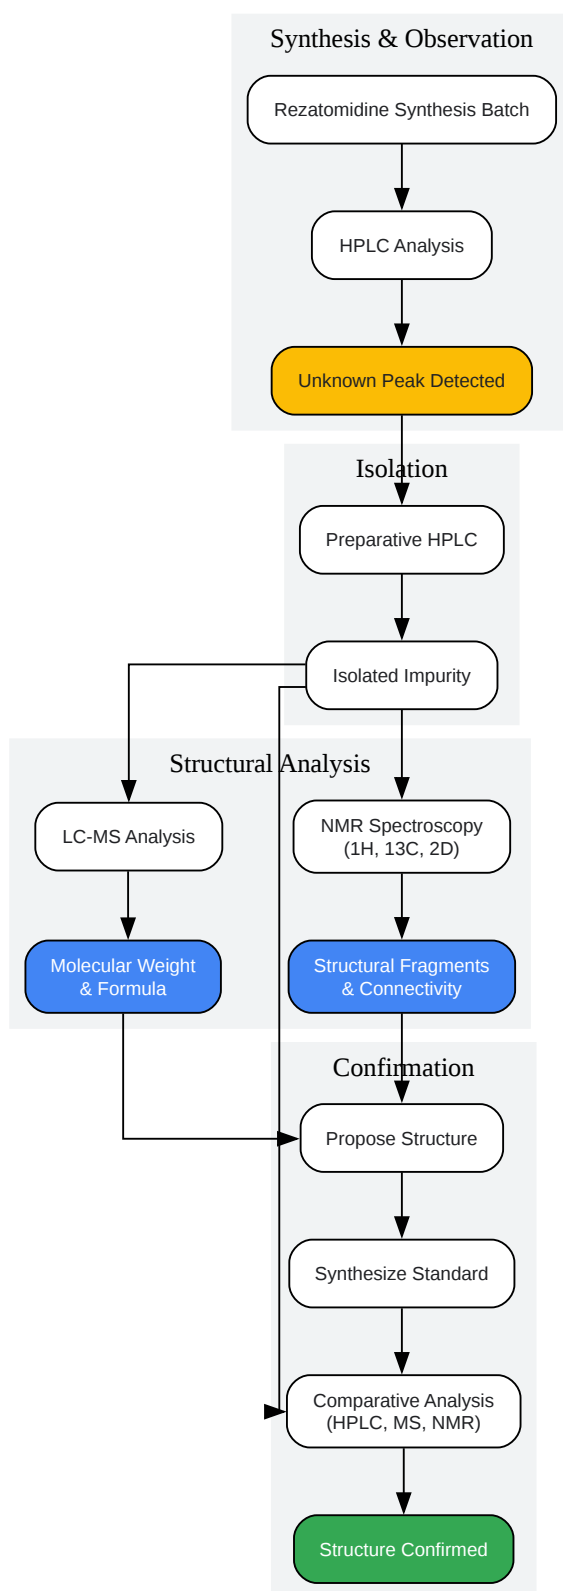 Synthesis & Observation
Rezatomidine Synthesis Batch
HPLC Analysis
Unknown Peak Detected
Isolation
Preparative HPLC
Isolated Impurity
Structural Analysis
LC-MS Analysis
NMR Spectroscopy
(1H, 13C, 2D)
Molecular Weight
& Formula
Structural Fragments
& Connectivity
Confirmation
Propose Structure
Synthesize Standard
Comparative Analysis
(HPLC, MS, NMR)
Structure Confirmed